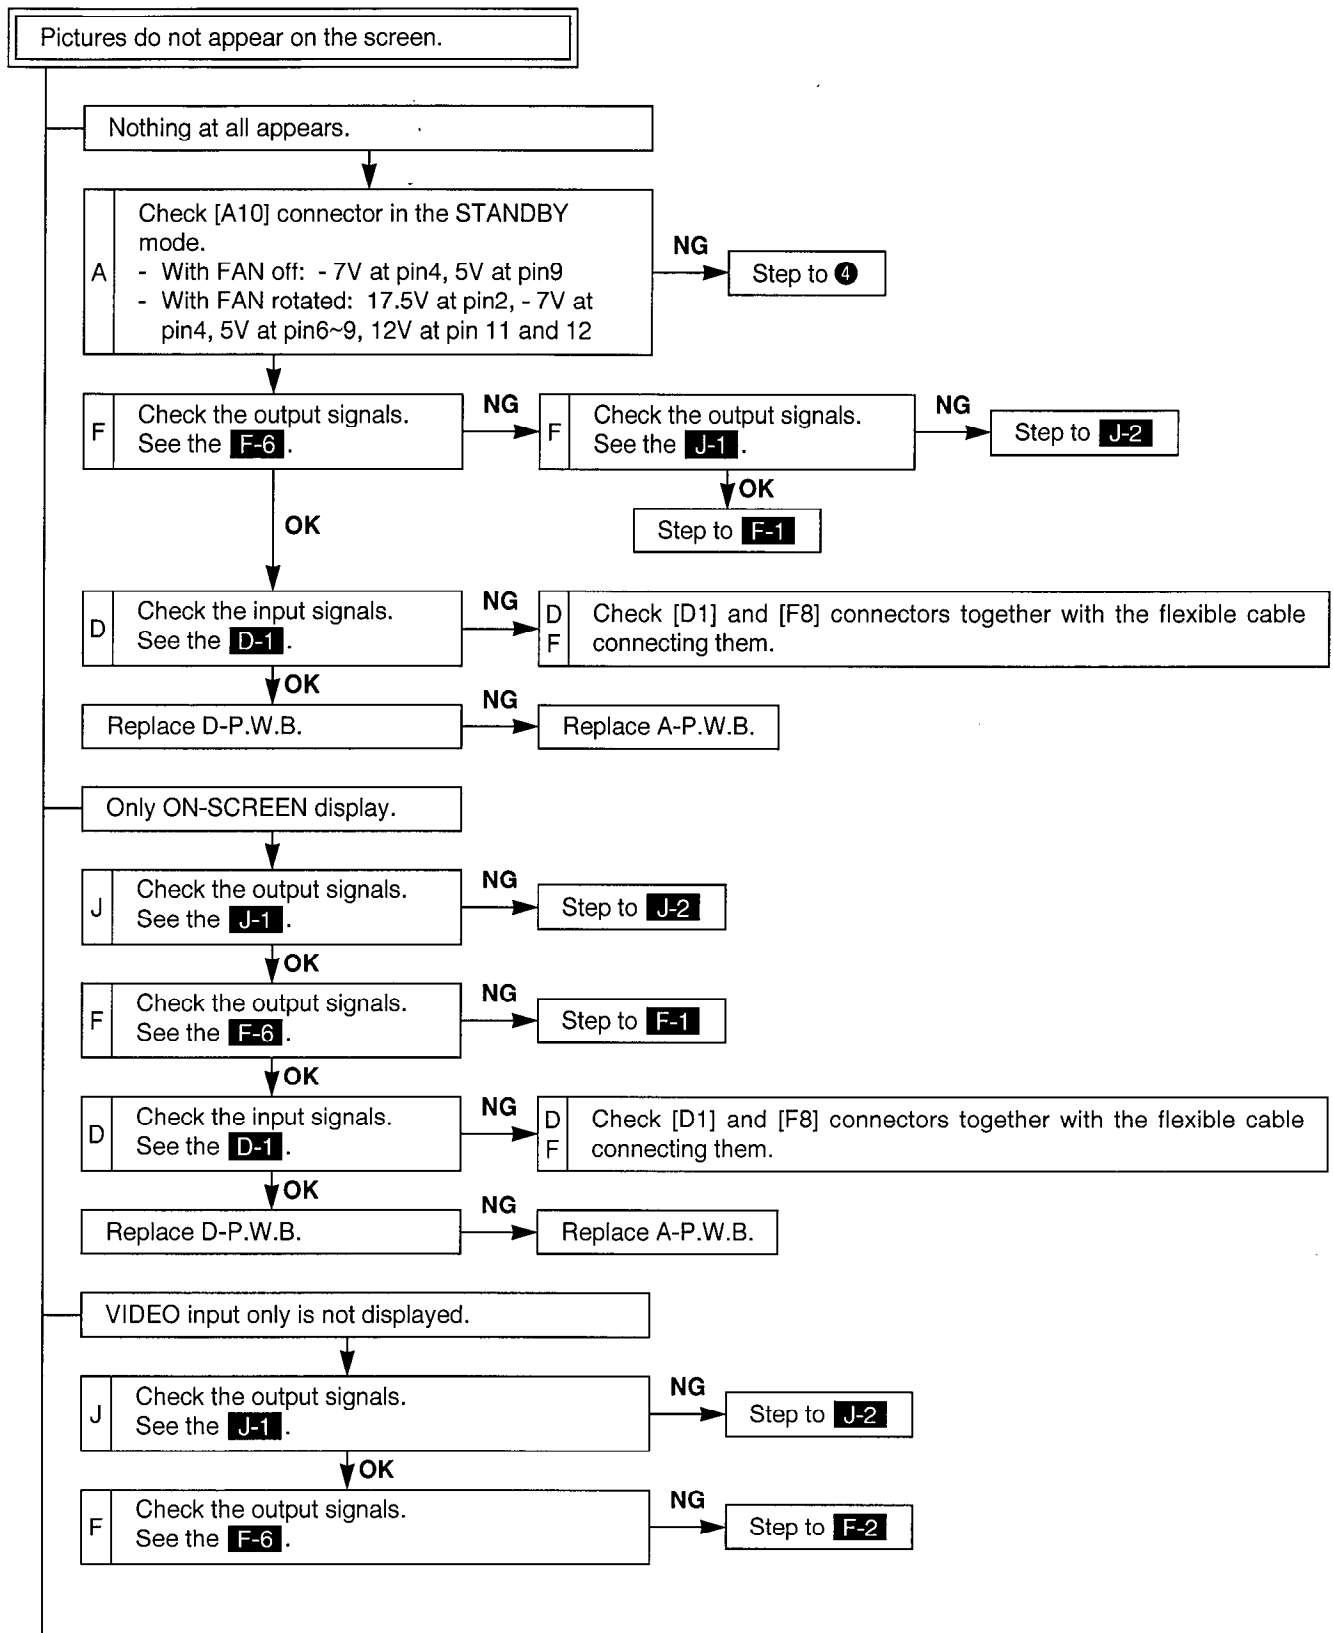 Pictures do not appear on the screen.
Nothing at all appears.
A
Check [A10] connector in the STANDBY
mode.
- With FAN off: - 7V at pin4, 5V at pin9
- With FAN rotated: 17.5V at pin2, - 7V at
pin4, 5V at pin6~9, 12V at pin 11 and 12
NG
Step to ❹
F
Check the output signals.
See the F-6 .
NG
F
Check the output signals.
See the J-1 .
NG
Step to J-2
OK
Step to F-1
OK
D
Check the input signals.
See the D-1 .
NG
D
F
Check [D1] and [F8] connectors together with the flexible cable
connecting them.
OK
Replace D-P.W.B.
NG
Replace A-P.W.B.
Only ON-SCREEN display.
J
Check the output signals.
See the J-1 .
NG
Step to J-2
OK
F
Check the output signals.
See the F-6 .
NG
Step to F-1
OK
D
Check the input signals.
See the D-1 .
NG
D
F
Check [D1] and [F8] connectors together with the flexible cable
connecting them.
OK
Replace D-P.W.B.
NG
Replace A-P.W.B.
VIDEO input only is not displayed.
J
Check the output signals.
See the J-1 .
NG
Step to J-2
OK
F
Check the output signals.
See the F-6 .
NG
Step to F-2